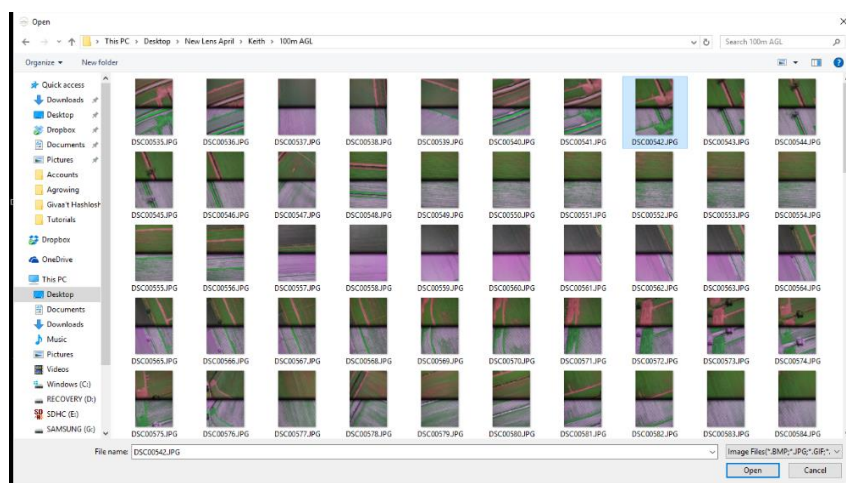 Open
This PC > Desktop > New Lens April > Keith > 100m AGL
Search 100m AGL
Organize
New folder
Quick access
Downloads
Desktop
Dropbox
Documents
Pictures
Accounts
Agrowing
Givaa't Hashlosh
Tutorials
Dropbox
OneDrive
This PC
Desktop
Documents
Downloads
Music
Pictures
Videos
Windows (C:)
RECOVERY (D:)
SDHC (E:)
SAMSUNG (G:)
DSC00535.JPG DSC00536.JPG DSC00537.JPG DSC00538.JPG DSC00539.JPG DSC00540.JPG DSC00541.JPG DSC00542.JPG DSC00543.JPG DSC00544.JPG
DSC00545.JPG DSC00546.JPG DSC00547.JPG DSC00548.JPG DSC00549.JPG DSC00550.JPG DSC00551.JPG DSC00552.JPG DSC00553.JPG DSC00554.JPG
DSC00555.JPG DSC00556.JPG DSC00557.JPG DSC00558.JPG DSC00559.JPG DSC00560.JPG DSC00561.JPG DSC00562.JPG DSC00563.JPG DSC00564.JPG
DSC00565.JPG DSC00566.JPG DSC00567.JPG DSC00568.JPG DSC00569.JPG DSC00570.JPG DSC00571.JPG DSC00572.JPG DSC00573.JPG DSC00574.JPG
DSC00575.JPG DSC00576.JPG DSC00577.JPG DSC00578.JPG DSC00579.JPG DSC00580.JPG DSC00581.JPG DSC00582.JPG DSC00583.JPG DSC00584.JPG
File name: DSC00542.JPG
Image Files(*.BMP;*.JPG;*.GIF;*.
Open
Cancel